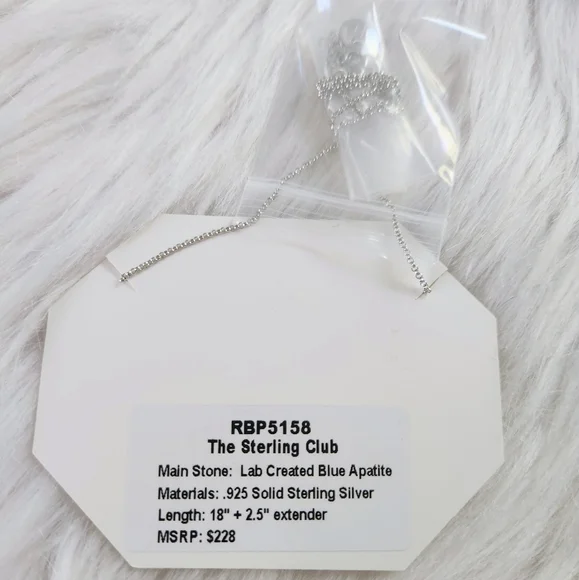 RBP5158
The Sterling Club
Main Stone: Lab Created Blue Apatite
Materials: .925 Solid Sterling Silver
Length: 18" + 2.5" extender
MSRP: $228